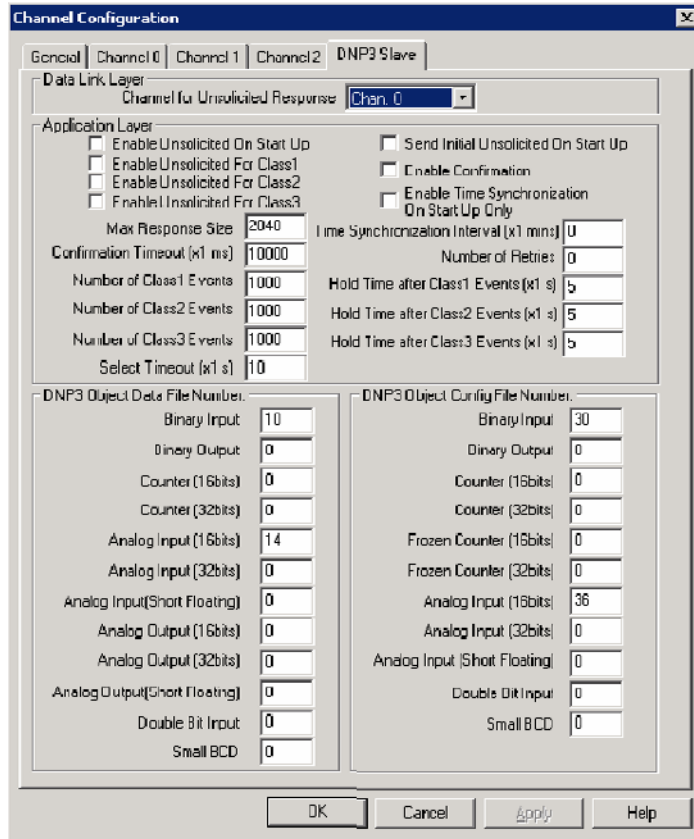 Channel Configuration
General Channel 0 Channel 1 Channel 2 DNP3 Slave
Data Link Layer
Channel for Unsolicited Response Chan. 0
Application Layer
Enable Unsolicited On Start Up
Enable Unsolicited For Class1
Enable Unsolicited For Class2
Enable Unsolicited For Class3
Send Initial Unsolicited On Start Up
Enable Confirmation
Enable Time Synchronization
On Start Up Only
Max Response Size 2040
Confirmation Timeout (x1 ms) 10000
Number of Class1 Events 1000
Number of Class2 Events 1000
Number of Class3 Events 1000
Select Timeout (x1 s) 10
Time Synchronization Interval (x1 mins) 0
Number of Retries 0
Hold Time after Class1 Events (x1 s) 5
Hold Time after Class2 Events (x1 s) 5
Hold Time after Class3 Events (x1 s) 5
DNP3 Object Data File Number.
Binary Input 10
Binary Output 0
Counter (16bits) 0
Counter (32bits) 0
Analog Input (16bits) 14
Analog Input (32bits) 0
Analog Input(Short Floating) 0
Analog Output (16bits) 0
Analog Output (32bits) 0
Analog Output(Short Floating) 0
Double Bit Input 0
Small BCD 0
DNP3 Object Config File Number.
Binary Input 30
Binary Output 0
Counter (16bits) 0
Counter (32bits) 0
Frozen Counter (16bits) 0
Frozen Counter (32bits) 0
Analog Input (16bits) 36
Analog Input (32bits) 0
Analog Input (Short Floating) 0
Double Bit Input 0
Small BCD 0
OK Cancel Apply Help